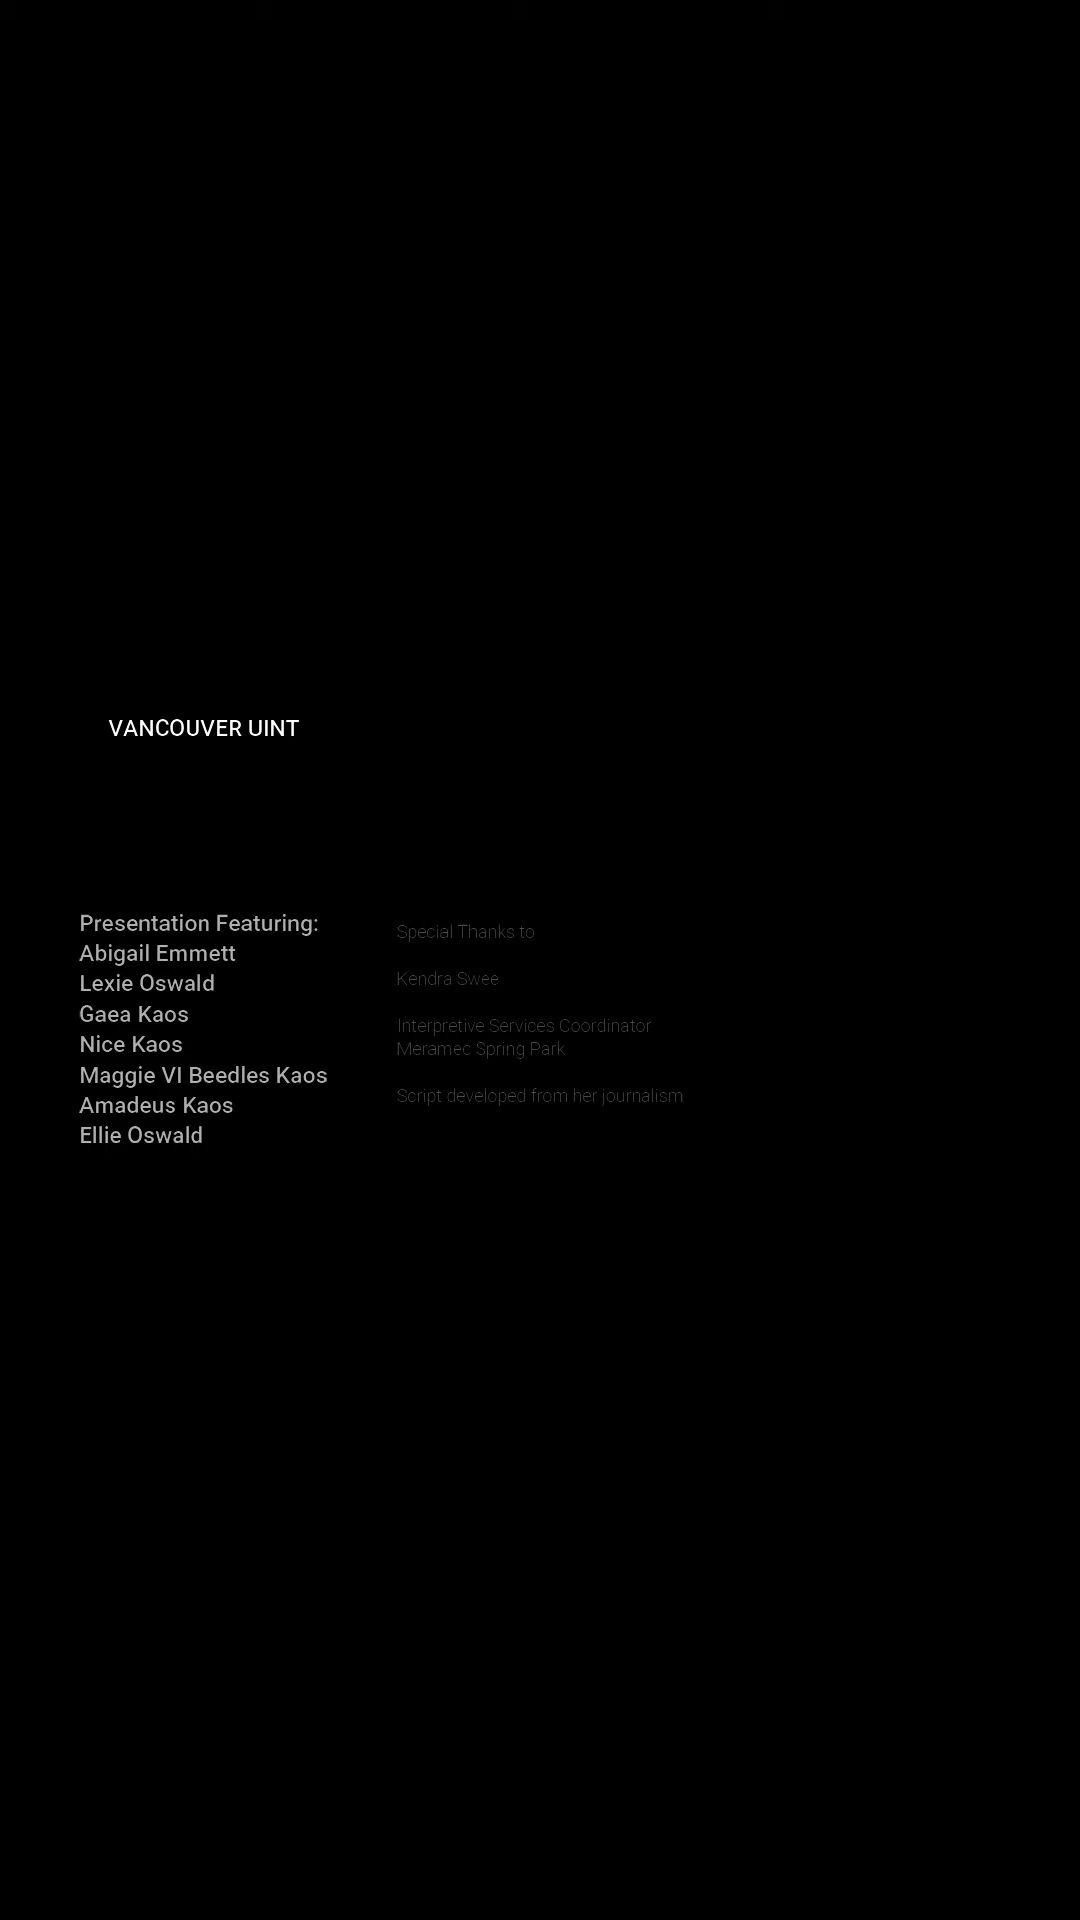 VANCOUVER UINT
Presentation Featuring:
Abigail Emmett
Lexie Oswald
Gaea Kaos
Nice Kaos
Maggie VI Beedles Kaos
Amadeus Kaos
Ellie Oswald
Special Thanks to
Kendra Swee
Interpretive Services Coordinator
Meramec Spring Park
Script developed from her journalism